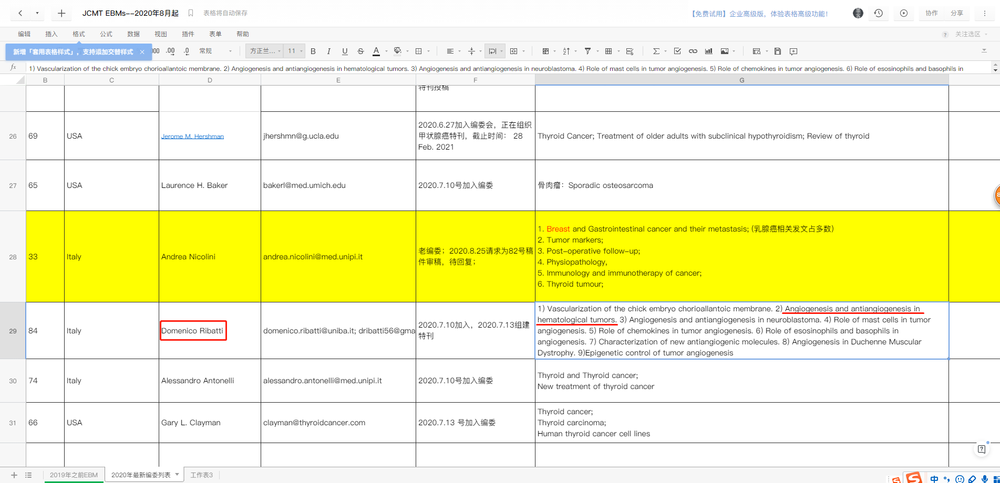 JCMT EBMs--2020年8月起
表格将自动保存
【免费试用】企业高级版，体验表格高级功能！
协作
分享
编辑
插入
格式
公式
数据
视图
插件
表单
帮助
关注选区
新增「套用表格样式」，支持添加交替样式
000
.00
.0
常规
方正兰...
11
B
I
U
S
A
fx
1) Vascularization of the chick embryo chorioallantoic membrane. 2) Angiogenesis and antiangiogenesis in hematological tumors. 3) Angiogenesis and antiangiogenesis in neuroblastoma. 4) Role of mast cells in tumor angiogenesis. 5) Role of chemokines in tumor angiogenesis. 6) Role of esosinophils and basophils in
B
C
D
E
F
G
特刊投稿
26
69
USA
Jerome M. Hershman
jhershmn@g.ucla.edu
2020.6.27加入编委会，正在组织
甲状腺癌特刊，截止时间： 28
Feb. 2021
Thyroid Cancer; Treatment of older adults with subclinical hypothyroidism; Review of thyroid
27
65
USA
Laurence H. Baker
bakerl@med.umich.edu
2020.7.10号加入编委
骨肉瘤：Sporadic osteosarcoma
28
33
Italy
Andrea Nicolini
andrea.nicolini@med.unipi.it
老编委；2020.8.25请求为82号稿
件审稿，待回复；
1. Breast and Gastrointestinal cancer and their metastasis; (乳腺癌相关发文占多数)
2. Tumor markers;
3. Post-operative follow-up;
4. Physiopathology,
5. Immunology and immunotherapy of cancer;
6. Thyroid tumour;
29
84
Italy
Domenico Ribatti
domenico.ribatti@uniba.it; dribatti56@gma
2020.7.10加入，2020.7.13组建
特刊
1) Vascularization of the chick embryo chorioallantoic membrane. 2) Angiogenesis and antiangiogenesis in
hematological tumors. 3) Angiogenesis and antiangiogenesis in neuroblastoma. 4) Role of mast cells in tumor
angiogenesis. 5) Role of chemokines in tumor angiogenesis. 6) Role of esosinophils and basophils in
angiogenesis. 7) Characterization of new antiangiogenic molecules. 8) Angiogenesis in Duchenne Muscular
Dystrophy. 9)Epigenetic control of tumor angiogenesis
30
74
Italy
Alessandro Antonelli
alessandro.antonelli@med.unipi.it
2020.7.10号加入编委
Thyroid and Thyroid cancer;
New treatment of thyroid cancer
31
66
USA
Gary L. Clayman
clayman@thyroidcancer.com
2020.7.13 号加入编委
Thyroid cancer;
Thyroid carcinoma;
Human thyroid cancer cell lines
2019年之前EBM
2020年最新编委列表
工作表3
中